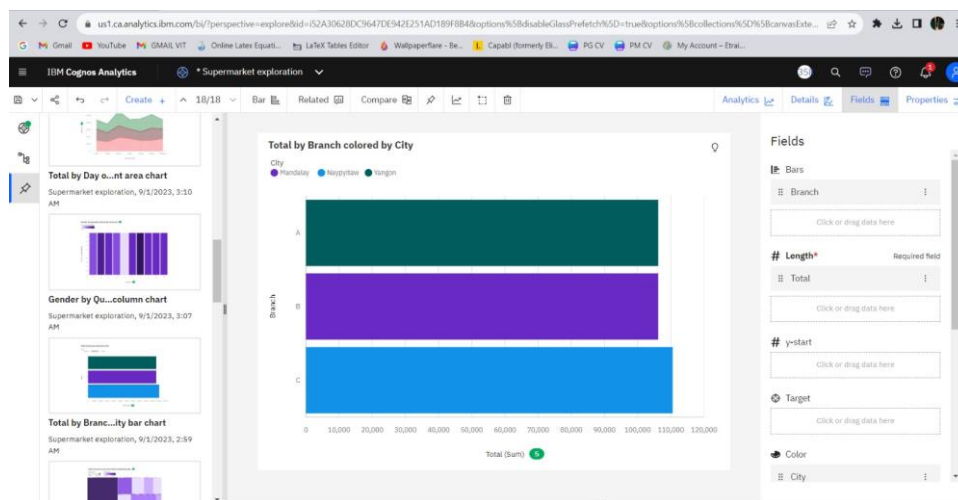 us1.ca.analytics.ibm.com/bi/?perspective=explore&id=i52A30628DC9647DE942E251AD189F8B4&options%5BdisableGlassPrefetch%5D=true&options%5Bcollections%5D%5BcanvasExte...
G Gmail YouTube GMAIL VIT Online Latex Equati... LaTeX Tables Editor Wallpaperflare - Be... Capabl (formerly Eli... PG CV PM CV My Account – Etrai...
IBM Cognos Analytics * Supermarket exploration
Create + 18/18 Bar Related Compare Analytics Details Fields Properties
Total by Day o...nt area chart
Supermarket exploration, 9/1/2023, 3:10
AM
Gender by Qu...column chart
Supermarket exploration, 9/1/2023, 3:07
AM
Total by Branc...ity bar chart
Supermarket exploration, 9/1/2023, 2:59
AM
Total by Branch colored by City
City
Mandalay Naypyitaw Yangon
Branch
A
B
C
0 10,000 20,000 30,000 40,000 50,000 60,000 70,000 80,000 90,000 100,000 110,000 120,000
Total (Sum) 5
Fields
Bars
Branch
Click or drag data here
# Length* Required field
Total
Click or drag data here
# y-start
Click or drag data here
Target
Click or drag data here
Color
City